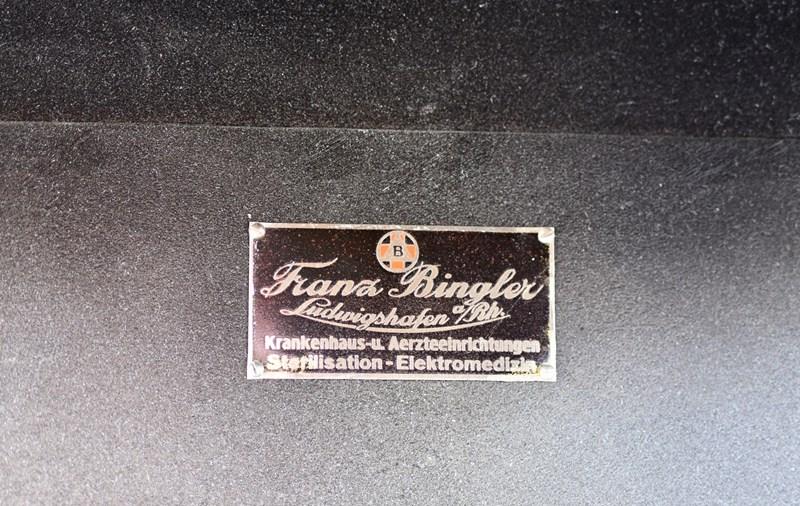 B
Franz Bingler
Ludwigshafen a/Rh.
Krankenhaus-u. Aerzteeinrichtungen
Sterilisation-Elektromedizin